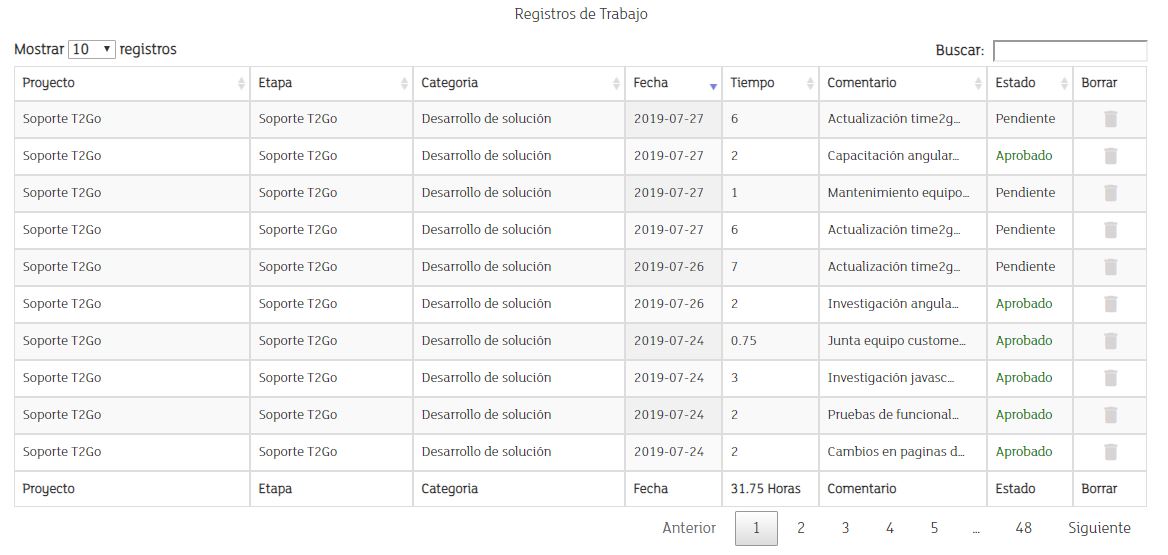 Registros de Trabajo
Mostrar 10 registros Buscar:
Proyecto Etapa Categoria Fecha Tiempo Comentario Estado Borrar
Soporte T2Go Soporte T2Go Desarrollo de solución 2019-07-27 6 Actualización time2g... Pendiente
Soporte T2Go Soporte T2Go Desarrollo de solución 2019-07-27 2 Capacitación angular... Aprobado
Soporte T2Go Soporte T2Go Desarrollo de solución 2019-07-27 1 Mantenimiento equipo... Pendiente
Soporte T2Go Soporte T2Go Desarrollo de solución 2019-07-27 6 Actualización time2g... Pendiente
Soporte T2Go Soporte T2Go Desarrollo de solución 2019-07-26 7 Actualización time2g... Pendiente
Soporte T2Go Soporte T2Go Desarrollo de solución 2019-07-26 2 Investigación angula... Aprobado
Soporte T2Go Soporte T2Go Desarrollo de solución 2019-07-24 0.75 Junta equipo custome... Aprobado
Soporte T2Go Soporte T2Go Desarrollo de solución 2019-07-24 3 Investigación javasc... Aprobado
Soporte T2Go Soporte T2Go Desarrollo de solución 2019-07-24 2 Pruebas de funcional... Aprobado
Soporte T2Go Soporte T2Go Desarrollo de solución 2019-07-24 2 Cambios en paginas d... Aprobado
Proyecto Etapa Categoria Fecha 31.75 Horas Comentario Estado Borrar
Anterior 1 2 3 4 5 ... 48 Siguiente